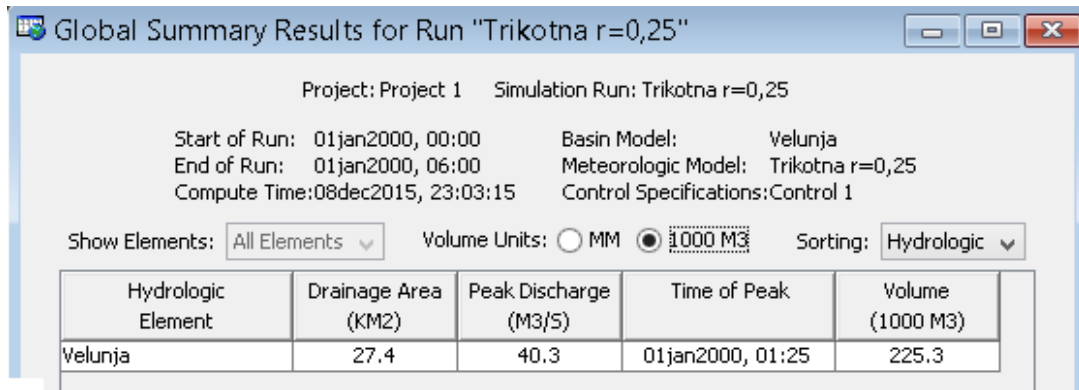 Global Summary Results for Run "Trikotna r=0,25"
Project: Project 1 Simulation Run: Trikotna r=0,25
Start of Run: 01jan2000, 00:00 Basin Model: Velunja
End of Run: 01jan2000, 06:00 Meteorologic Model: Trikotna r=0,25
Compute Time:08dec2015, 23:03:15 Control Specifications:Control 1
Show Elements: All Elements Volume Units: MM 1000 M3 Sorting: Hydrologic
Hydrologic Drainage Area Peak Discharge Time of Peak Volume
Element (KM2) (M3/S) (1000 M3)
Velunja 27.4 40.3 01jan2000, 01:25 225.3